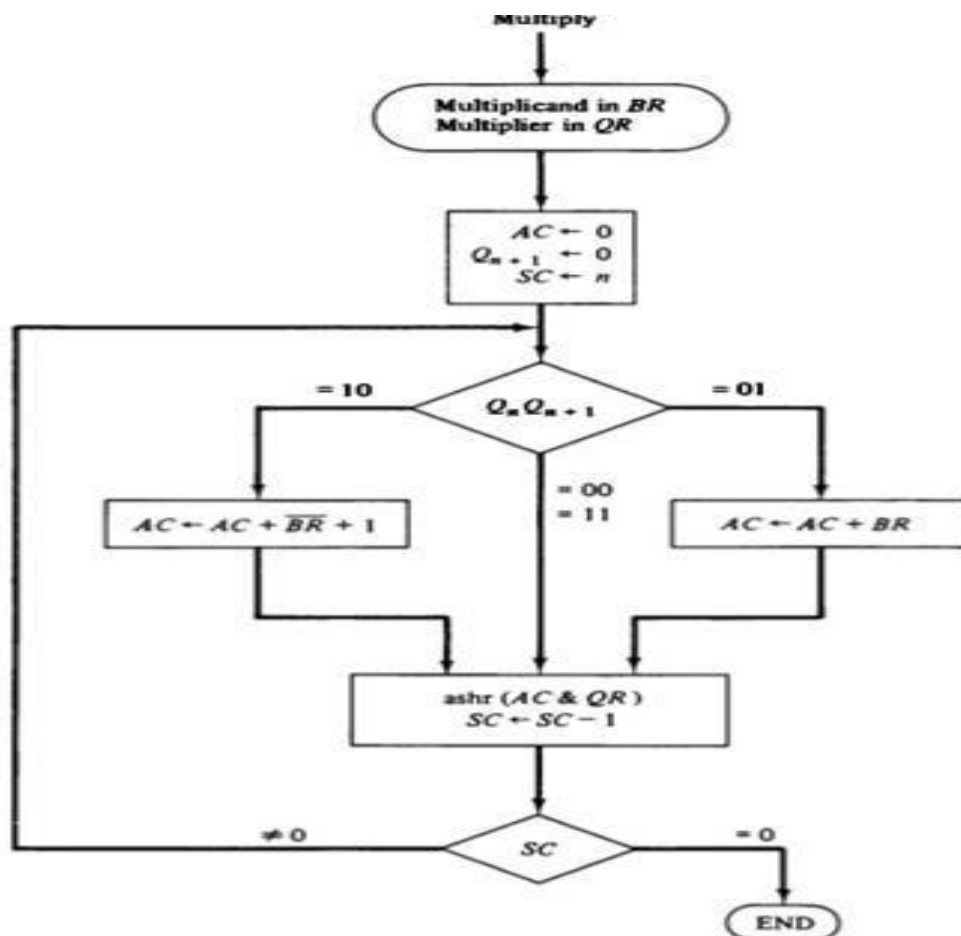 Multiply
Multiplicand in BR
Multiplier in QR
AC ← 0
Qₙ₊₁ ← 0
SC ← n
= 10
QₙQₙ₊₁
= 01
= 00
= 11
AC ← AC + B̅R̅ + 1
AC ← AC + BR
ashr (AC & QR)
SC ← SC − 1
≠ 0
SC
= 0
END